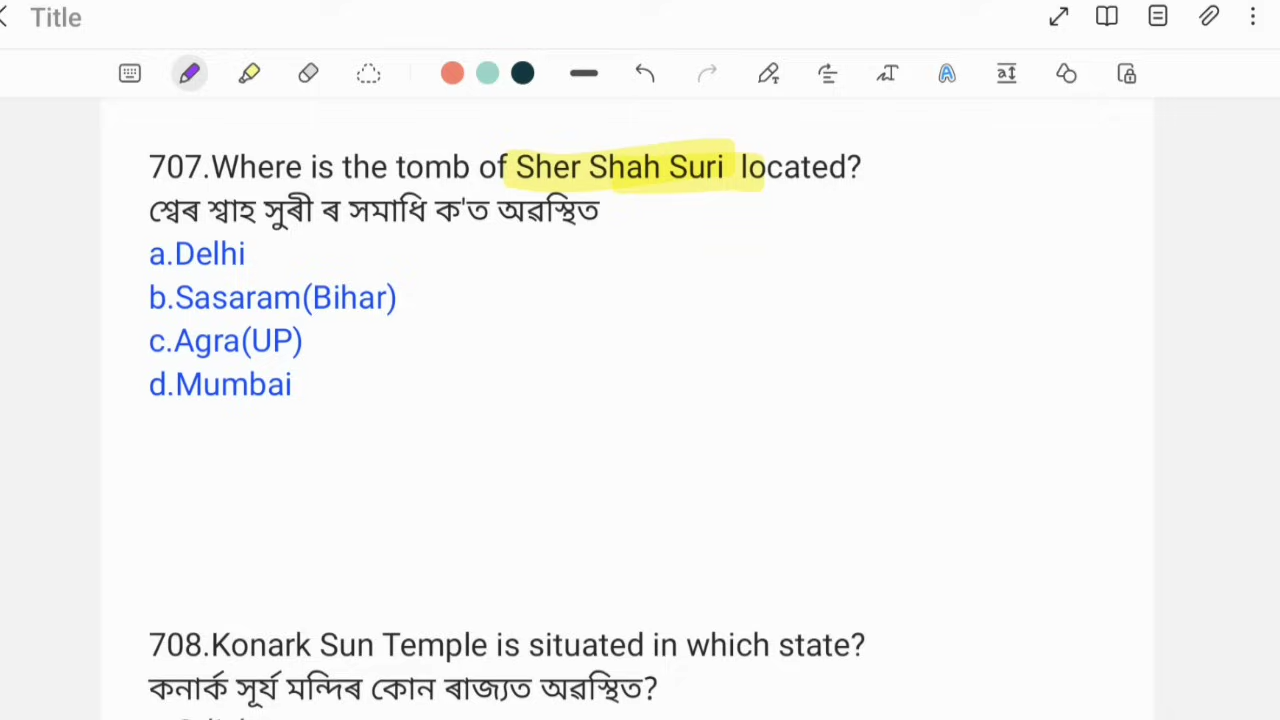 Title
707.Where is the tomb of Sher Shah Suri located?
শ্বেৰ শ্বাহ সুৰী ৰ সমাধি ক'ত অৱস্থিত
a.Delhi
b.Sasaram(Bihar)
c.Agra(UP)
d.Mumbai
708.Konark Sun Temple is situated in which state?
কনাৰ্ক সূৰ্য মন্দিৰ কোন ৰাজ্যত অৱস্থিত?